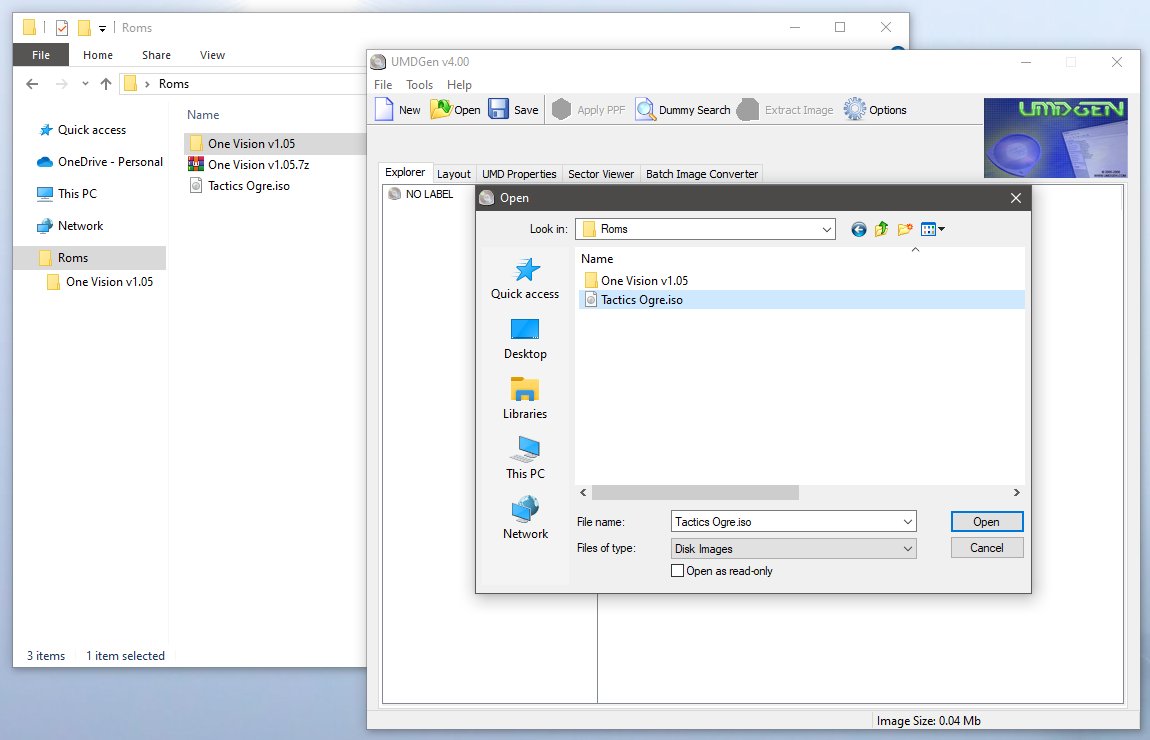 Roms
File Home Share View
Roms
Name
Quick access
OneDrive - Personal
This PC
Network
Roms
One Vision v1.05
One Vision v1.05
One Vision v1.05.7z
Tactics Ogre.iso
3 items 1 item selected
UMDGen v4.00
File Tools Help
New Open Save Apply PPF Dummy Search Extract Image Options
UMDGEN
Explorer Layout UMD Properties Sector Viewer Batch Image Converter
NO LABEL
Open
Look in: Roms
Quick access
Desktop
Libraries
This PC
Network
Name
One Vision v1.05
Tactics Ogre.iso
File name: Tactics Ogre.iso Open
Files of type: Disk Images Cancel
Open as read-only
Image Size: 0.04 Mb